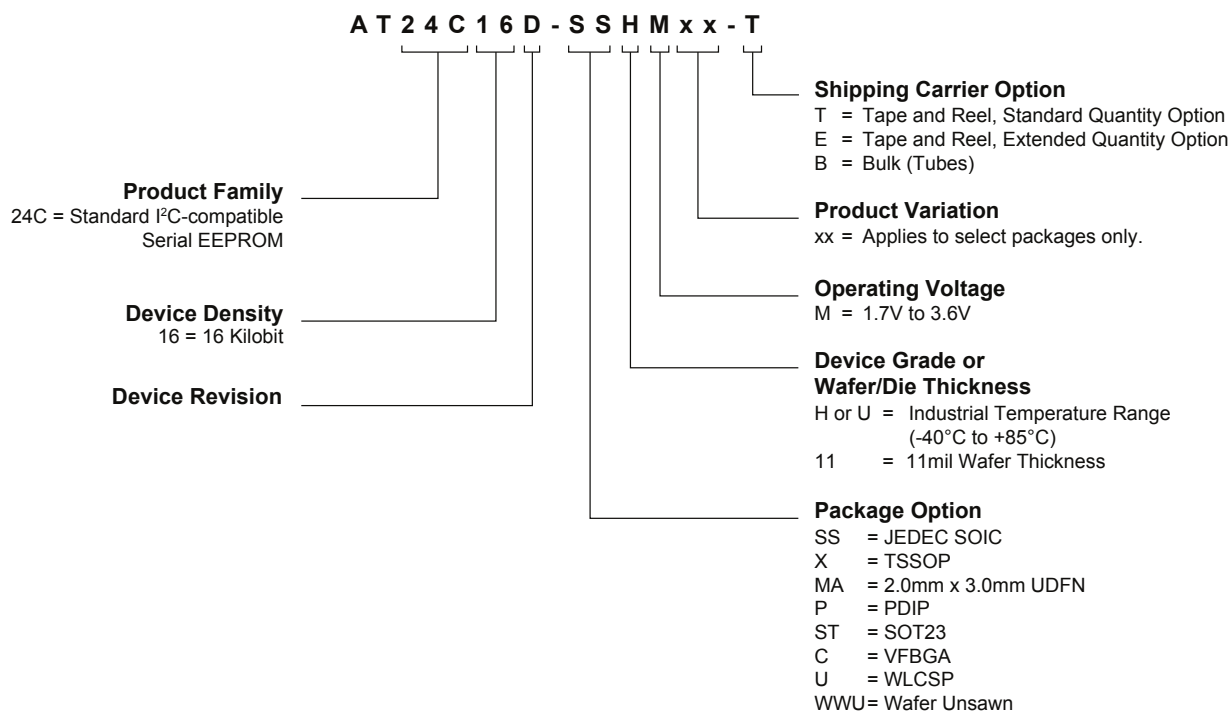 AT24C16D-SSHMxx-T
Product Family
24C = Standard I²C-compatible
Serial EEPROM
Device Density
16 = 16 Kilobit
Device Revision
Shipping Carrier Option
T = Tape and Reel, Standard Quantity Option
E = Tape and Reel, Extended Quantity Option
B = Bulk (Tubes)
Product Variation
xx = Applies to select packages only.
Operating Voltage
M = 1.7V to 3.6V
Device Grade or
Wafer/Die Thickness
H or U = Industrial Temperature Range
(-40°C to +85°C)
11 = 11mil Wafer Thickness
Package Option
SS = JEDEC SOIC
X = TSSOP
MA = 2.0mm x 3.0mm UDFN
P = PDIP
ST = SOT23
C = VFBGA
U = WLCSP
WWU= Wafer Unsawn